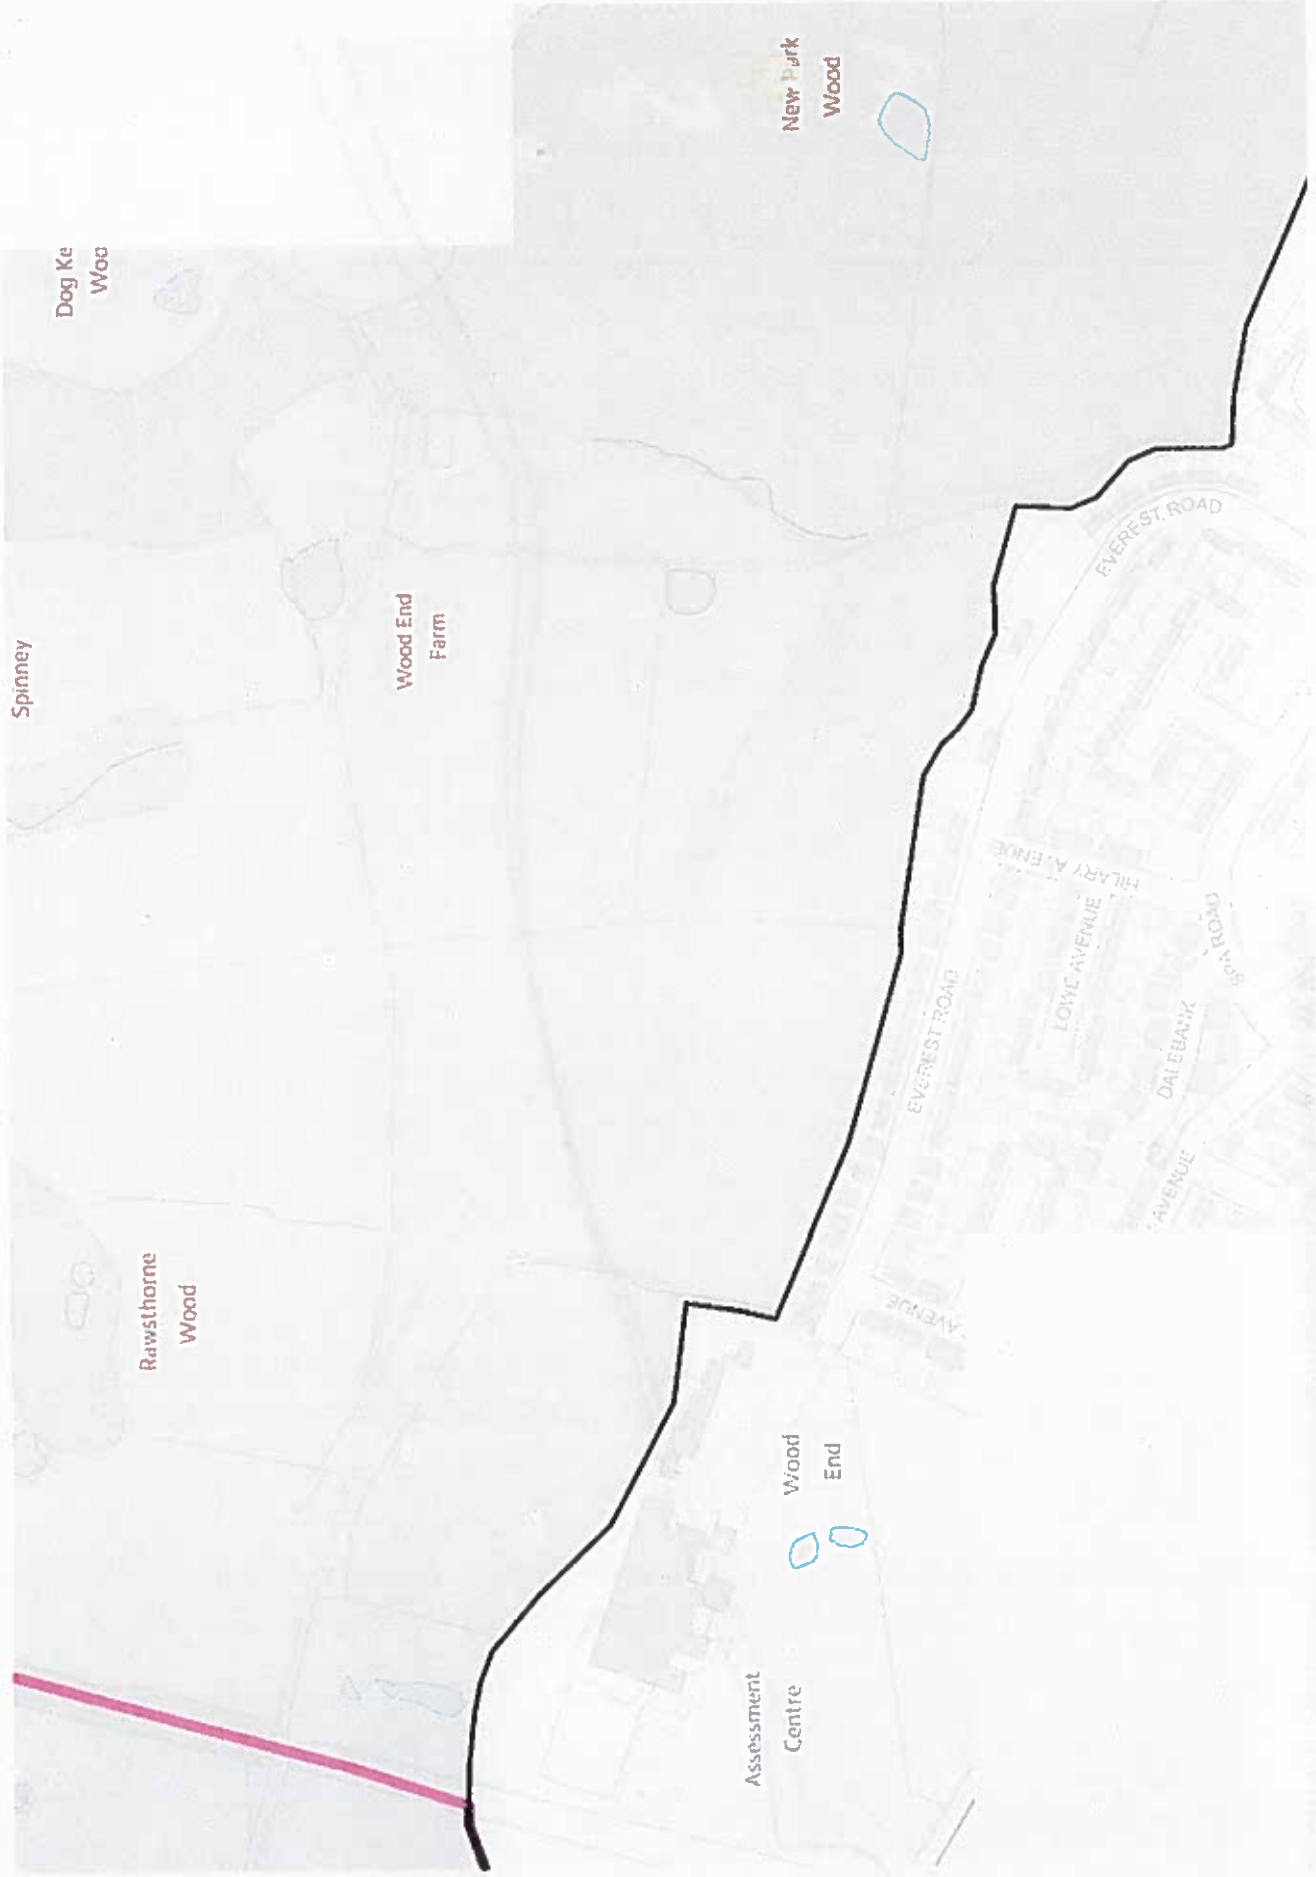 Spinney
Dog Ke
Woo
Rawsthorne
Wood
Wood End
Farm
New Park
Wood
Assessment
Centre
Wood
End
EVEREST ROAD
EVEREST ROAD
HILARY AVENUE
LOWE AVENUE
DALEBANK
ROAD
AVENUE
AVENUE